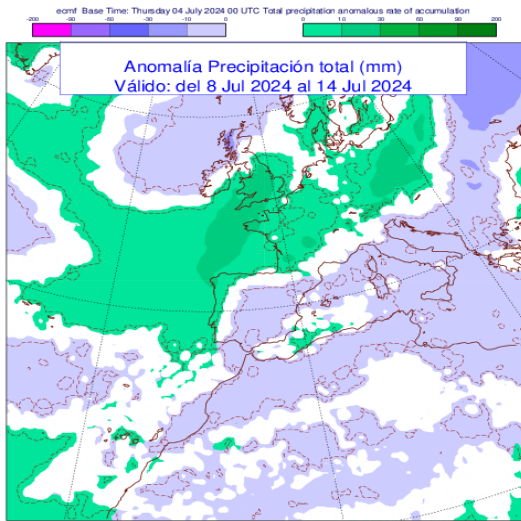 ecmf Base Time: Thursday 04 July 2024 00 UTC Total precipitation anomalous rate of accumulation
-200 -90 -60 -30 -10 0 0 10 30 60 90 200
Anomalía Precipitación total (mm)
Válido: del 8 Jul 2024 al 14 Jul 2024